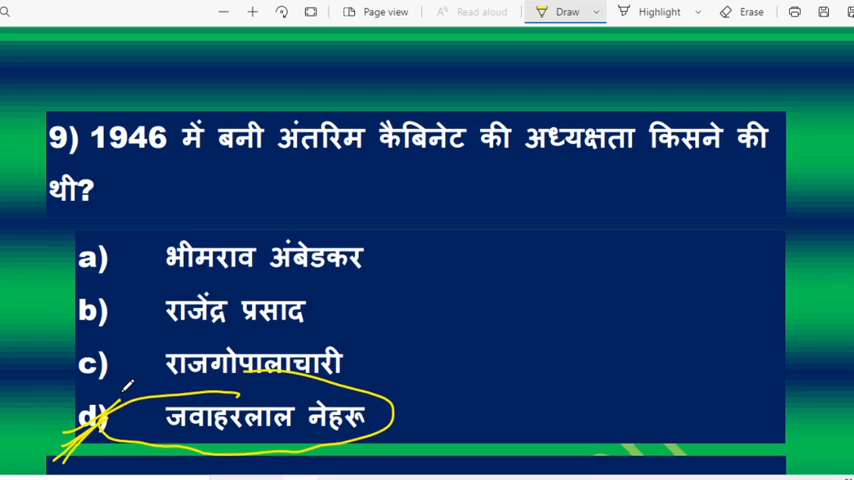 Page view
Read aloud
Draw
Highlight
Erase
9) 1946 में बनी अंतरिम कैबिनेट की अध्यक्षता किसने की
थी?
a) भीमराव अंबेडकर
b) राजेंद्र प्रसाद
c) राजगोपालाचारी
d) जवाहरलाल नेहरू